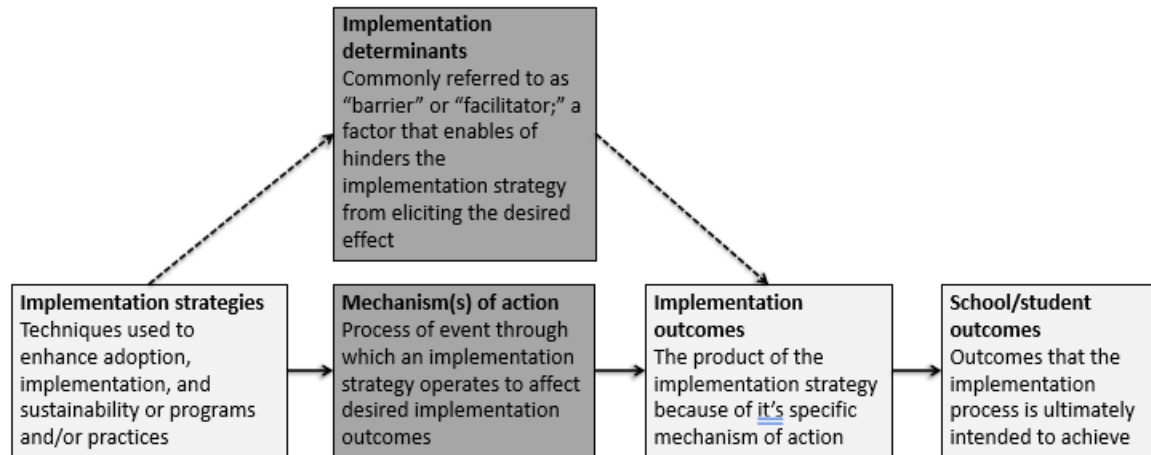 Implementation
determinants
Commonly referred to as
“barrier” or “facilitator;” a
factor that enables of
hinders the
implementation strategy
from eliciting the desired
effect
Implementation strategies
Techniques used to
enhance adoption,
implementation, and
sustainability or programs
and/or practices
Mechanism(s) of action
Process of event through
which an implementation
strategy operates to affect
desired implementation
outcomes
Implementation
outcomes
The product of the
implementation strategy
because of it’s specific
mechanism of action
School/student
outcomes
Outcomes that the
implementation
process is ultimately
intended to achieve